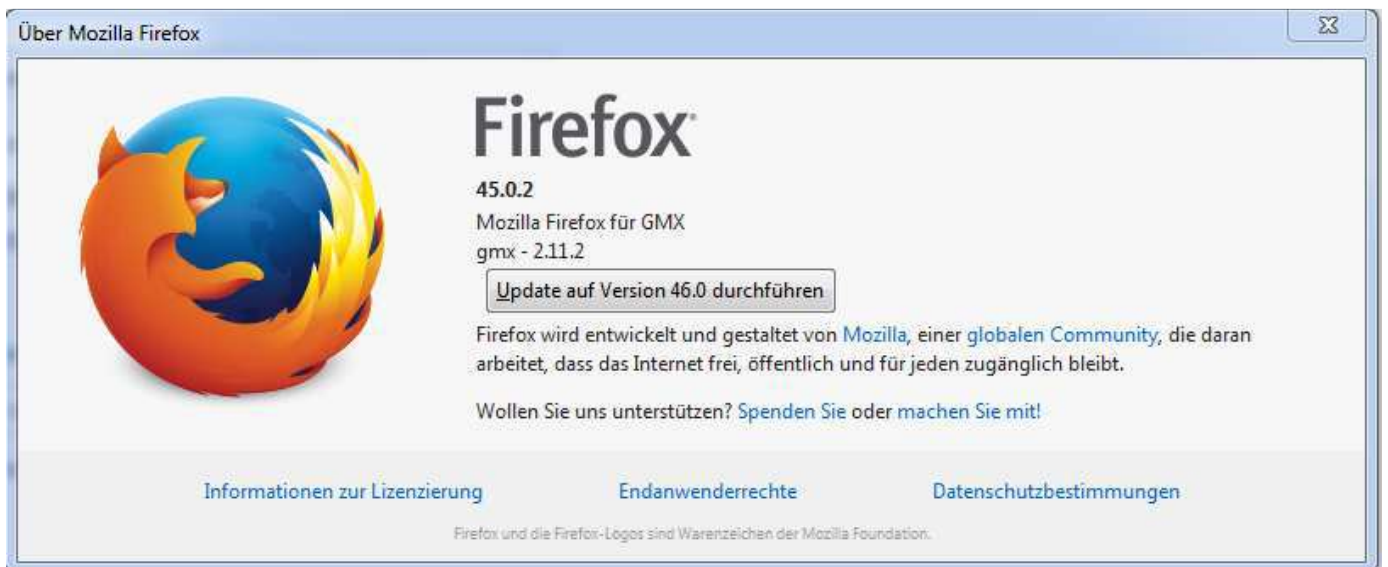 Über Mozilla Firefox
Firefox
45.0.2
Mozilla Firefox für GMX
gmx - 2.11.2
Update auf Version 46.0 durchführen
Firefox wird entwickelt und gestaltet von Mozilla, einer globalen Community, die daran
arbeitet, dass das Internet frei, öffentlich und für jeden zugänglich bleibt.
Wollen Sie uns unterstützen? Spenden Sie oder machen Sie mit!
Informationen zur Lizenzierung Endanwenderrechte Datenschutzbestimmungen
Firefox und die Firefox-Logos sind Warenzeichen der Mozilla Foundation.